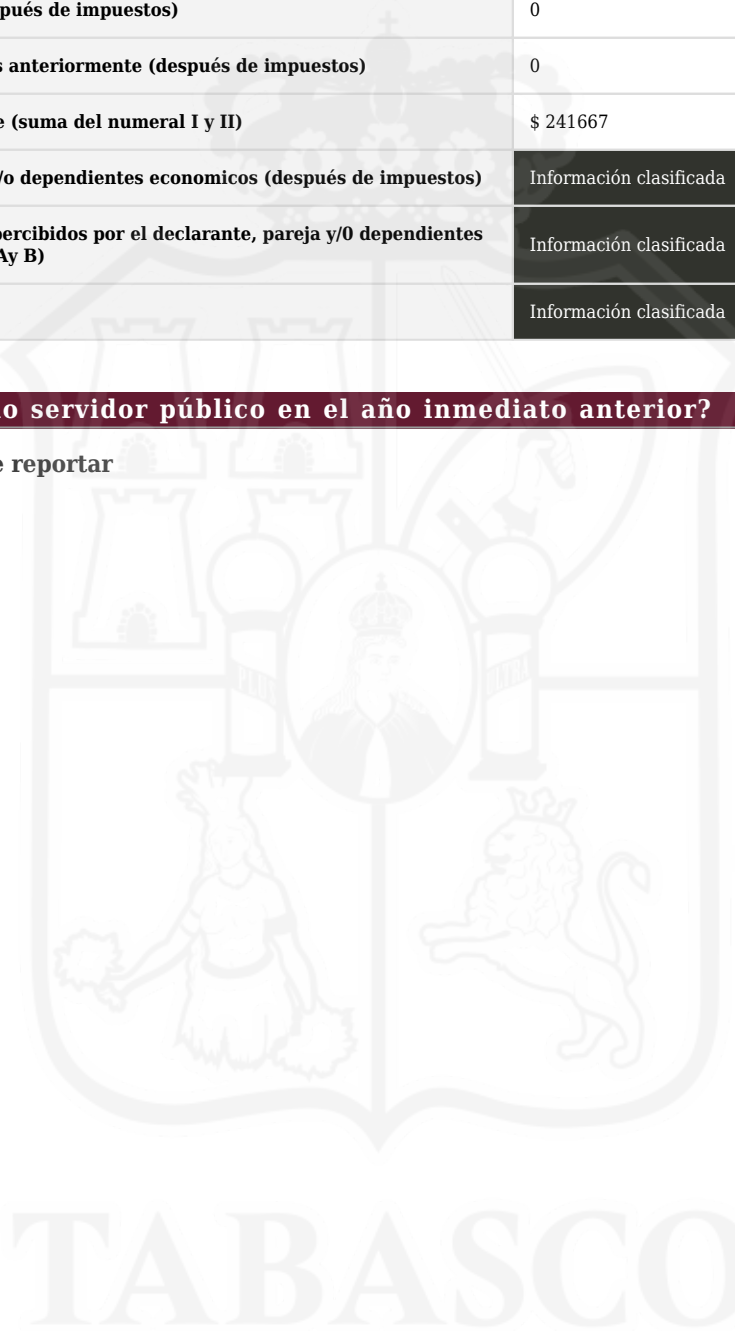 pués de impuestos)
0
s anteriormente (después de impuestos)
0
e (suma del numeral I y II)
$ 241667
/o dependientes economicos (después de impuestos)
Información clasificada
percibidos por el declarante, pareja y/0 dependientes
Ay B)
Información clasificada
Información clasificada
o servidor público en el año inmediato anterior?
e reportar
PLUS
ULTRA
TABASCO